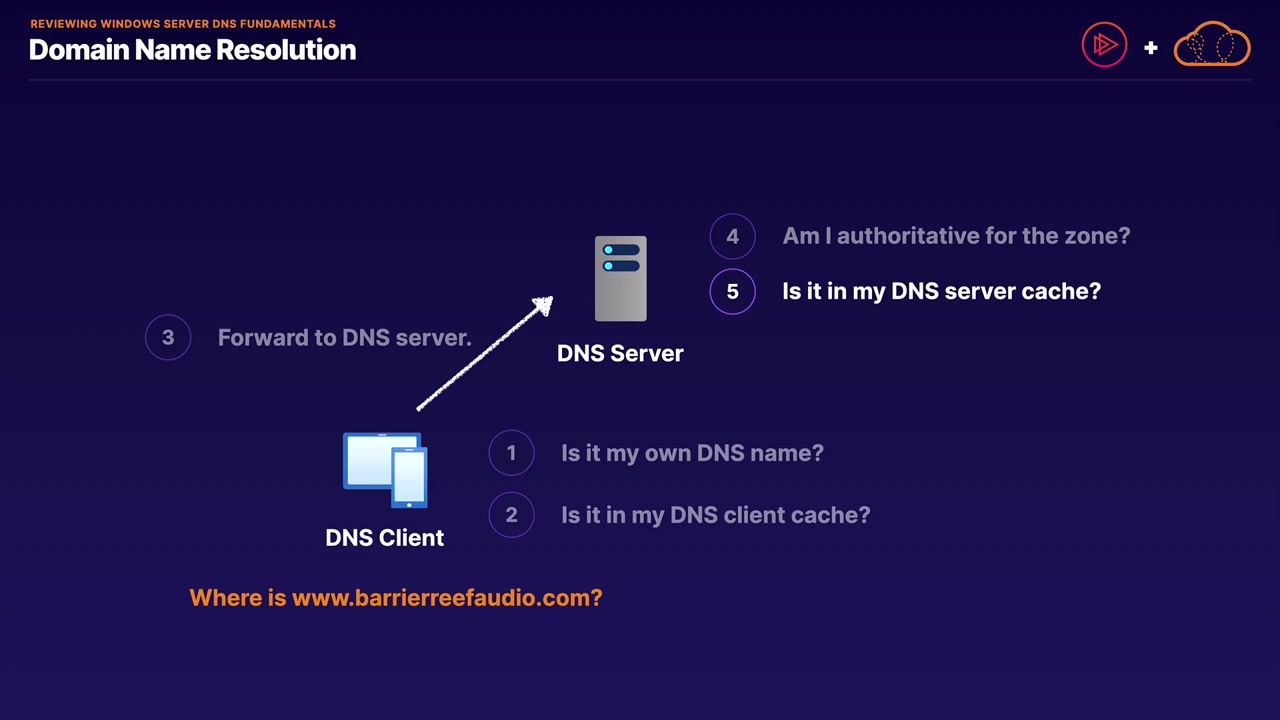 REVIEWING WINDOWS SERVER DNS FUNDAMENTALS
Domain Name Resolution
+
4 Am I authoritative for the zone?
5 Is it in my DNS server cache?
3 Forward to DNS server.
DNS Server
1 Is it my own DNS name?
2 Is it in my DNS client cache?
DNS Client
Where is www.barrierreefaudio.com?